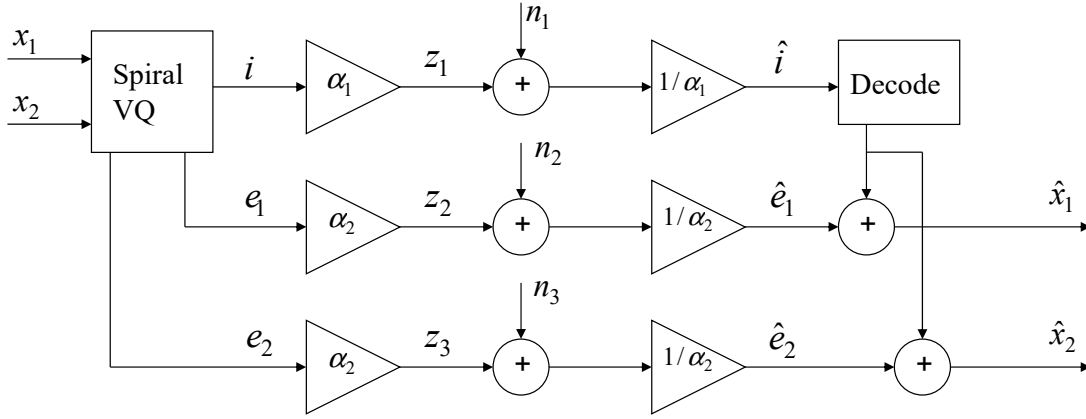 n₁
x₁ i α₁ z₁ + 1/α₁ î Decode
Spiral
VQ
x₂
n₂
e₁ α₂ z₂ + 1/α₂ ê₁ + x̂₁
n₃
e₂ α₂ z₃ + 1/α₂ ê₂ + x̂₂